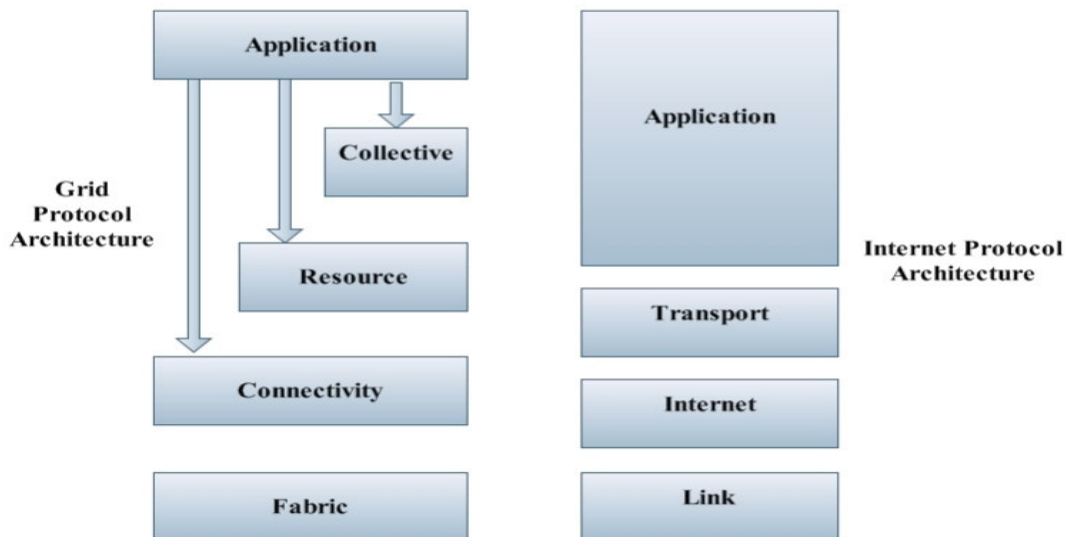 Application
Collective
Grid
Protocol
Architecture
Resource
Connectivity
Fabric
Application
Transport
Internet
Link
Internet Protocol
Architecture